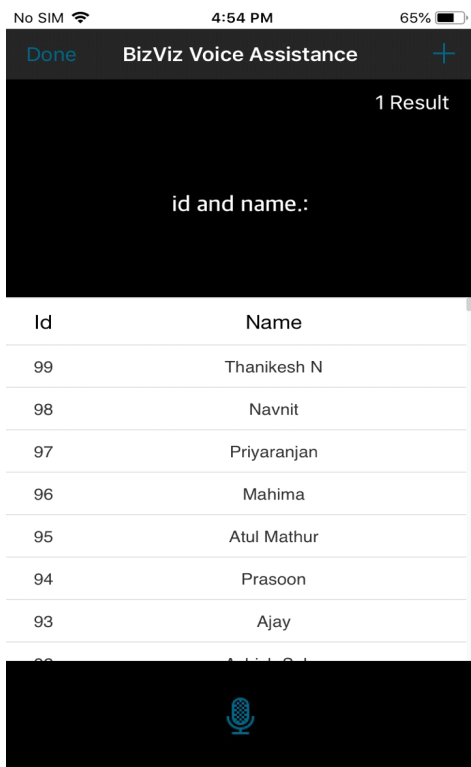 No SIM 4:54 PM 65%
Done BizViz Voice Assistance +
1 Result
id and name.:
Id Name
99 Thanikesh N
98 Navnit
97 Priyaranjan
96 Mahima
95 Atul Mathur
94 Prasoon
93 Ajay